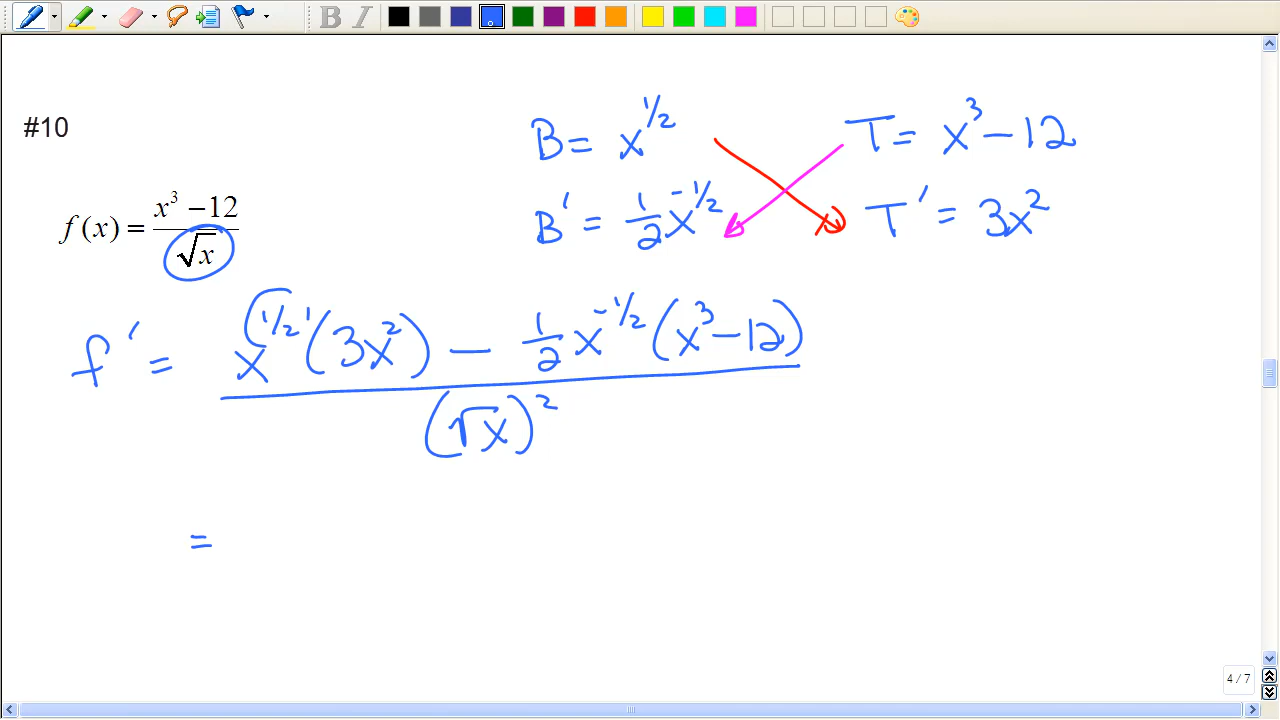 B I
#10
B = x^1/2
T = x^3 - 12
f(x) = x^3 - 12 / √x
B' = 1/2 x^-1/2
T' = 3x^2
f' = x^1/2 (3x^2) - 1/2 x^-1/2 (x^3 - 12)
(√x)^2
=
4 / 7